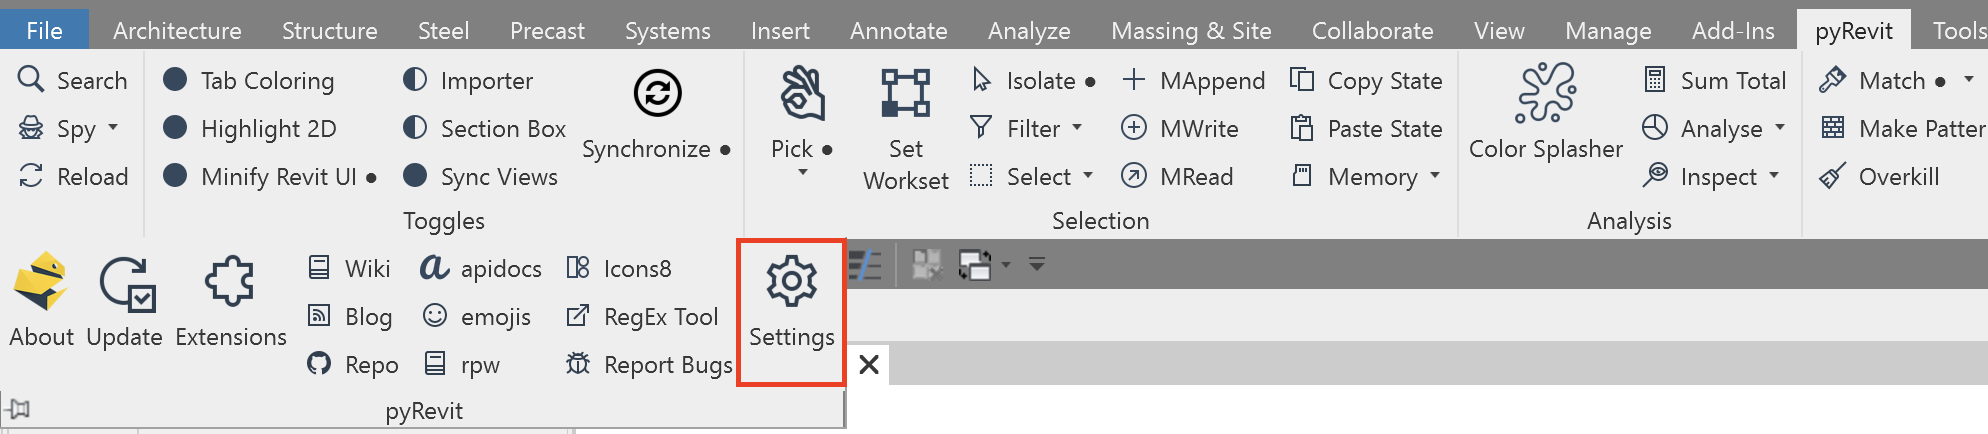 File Architecture Structure Steel Precast Systems Insert Annotate Analyze Massing & Site Collaborate View Manage Add-Ins pyRevit Tools
Search Tab Coloring Importer Isolate MAppend Copy State Sum Total Match
Spy Highlight 2D Section Box Filter MWrite Paste State Analyse Make Patter
Synchronize Pick Set Color Splasher
Reload Minify Revit UI Sync Views Workset Select MRead Memory Inspect Overkill
Toggles Selection Analysis
Wiki apidocs Icons8
Blog emojis RegEx Tool
About Update Extensions Settings
Repo rpw Report Bugs
pyRevit